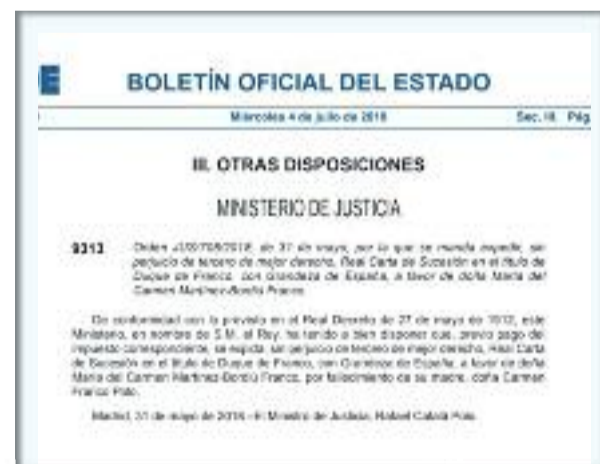 E
BOLETÍN OFICIAL DEL ESTADO
Miércoles 4 de julio de 2018 Sec. III. Pág.
III. OTRAS DISPOSICIONES
MINISTERIO DE JUSTICIA
9313 Orden JUS/708/2018, de 31 de mayo, por la que se manda expedir, sin
perjuicio de tercero de mejor derecho, Real Carta de Sucesión en el título de
Duque de Franco, con Grandeza de España, a favor de doña María del
Carmen Martínez-Bordiú Franco.
De conformidad con lo previsto en el Real Decreto de 27 de mayo de 1912, este
Ministerio, en nombre de S.M. el Rey, ha tenido a bien disponer que, previo pago del
impuesto correspondiente, se expida, sin perjuicio de tercero de mejor derecho, Real Carta
de Sucesión en el título de Duque de Franco, con Grandeza de España, a favor de doña
María del Carmen Martínez-Bordiú Franco, por fallecimiento de su madre, doña Carmen
Franco Polo.
Madrid, 31 de mayo de 2018.–El Ministro de Justicia, Rafael Catalá Polo.